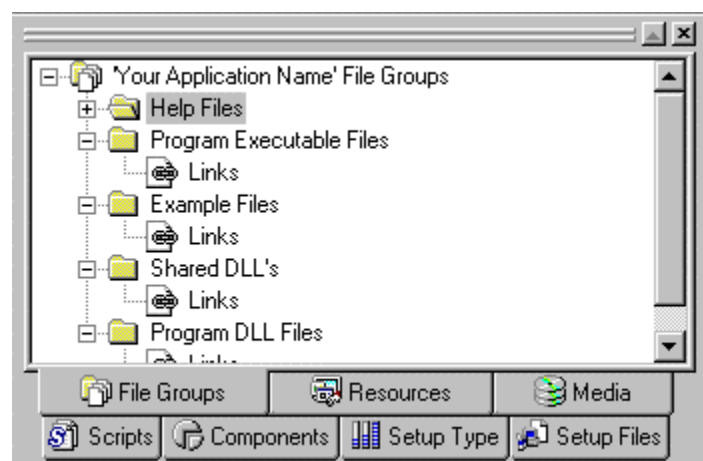 'Your Application Name' File Groups
Help Files
Program Executable Files
Links
Example Files
Links
Shared DLL's
Links
Program DLL Files
Links
File Groups Resources Media
Scripts Components Setup Type Setup Files